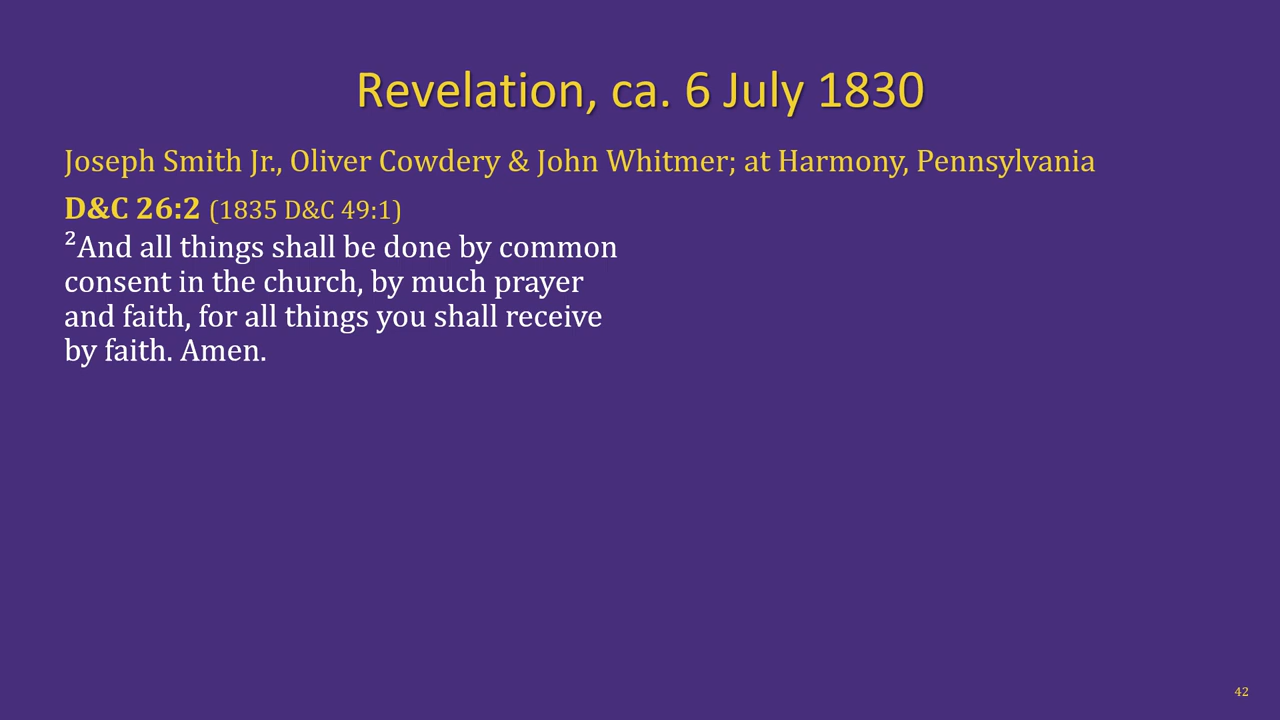 Revelation, ca. 6 July 1830
Joseph Smith Jr., Oliver Cowdery & John Whitmer; at Harmony, Pennsylvania
D&C 26:2 (1835 D&C 49:1)
²And all things shall be done by common
consent in the church, by much prayer
and faith, for all things you shall receive
by faith. Amen.
42